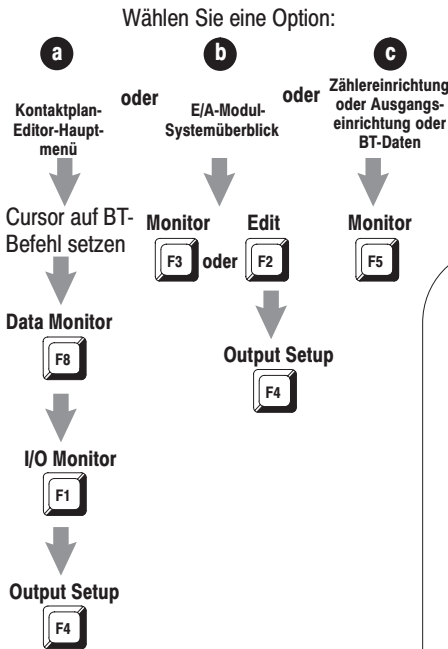 Wählen Sie eine Option:
a
b
c
Kontaktplan-
Editor-Haupt-
menü
oder
E/A-Modul-
Systemüberblick
oder
Zählereinrichtung
oder Ausgangs-
einrichtung oder
BT-Daten
Cursor auf BT-
Befehl setzen
Data Monitor
F8
I/O Monitor
F1
Output Setup
F4
Monitor
F3
oder
Edit
F2
Output Setup
F4
Monitor
F5